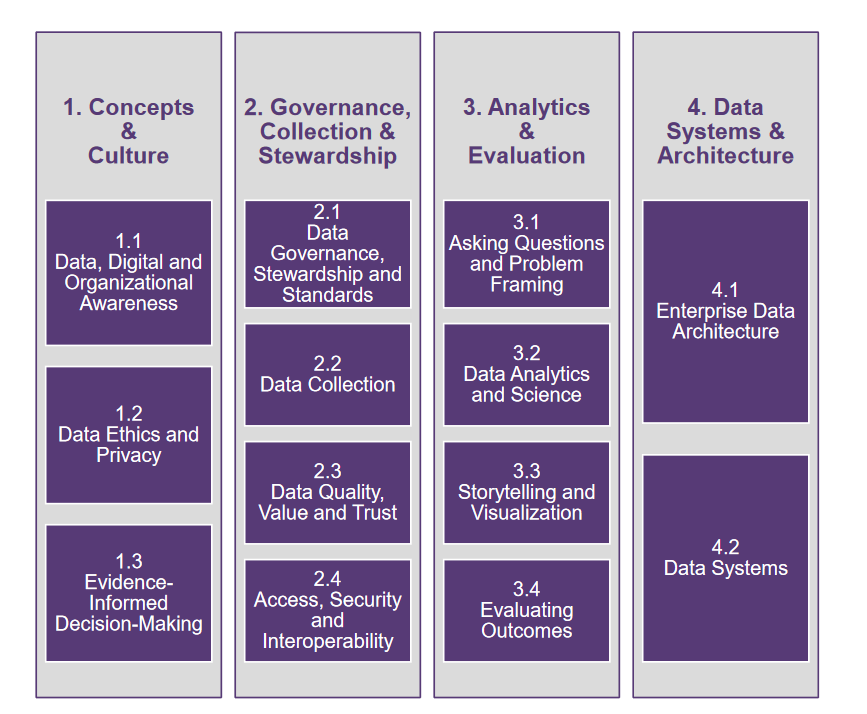 1. Concepts
&
Culture
1.1
Data, Digital and
Organizational
Awareness
1.2
Data Ethics and
Privacy
1.3
Evidence-
Informed
Decision-Making
2. Governance,
Collection &
Stewardship
2.1
Data
Governance,
Stewardship and
Standards
2.2
Data Collection
2.3
Data Quality,
Value and Trust
2.4
Access, Security
and
Interoperability
3. Analytics
&
Evaluation
3.1
Asking Questions
and Problem
Framing
3.2
Data Analytics
and Science
3.3
Storytelling and
Visualization
3.4
Evaluating
Outcomes
4. Data
Systems &
Architecture
4.1
Enterprise Data
Architecture
4.2
Data Systems